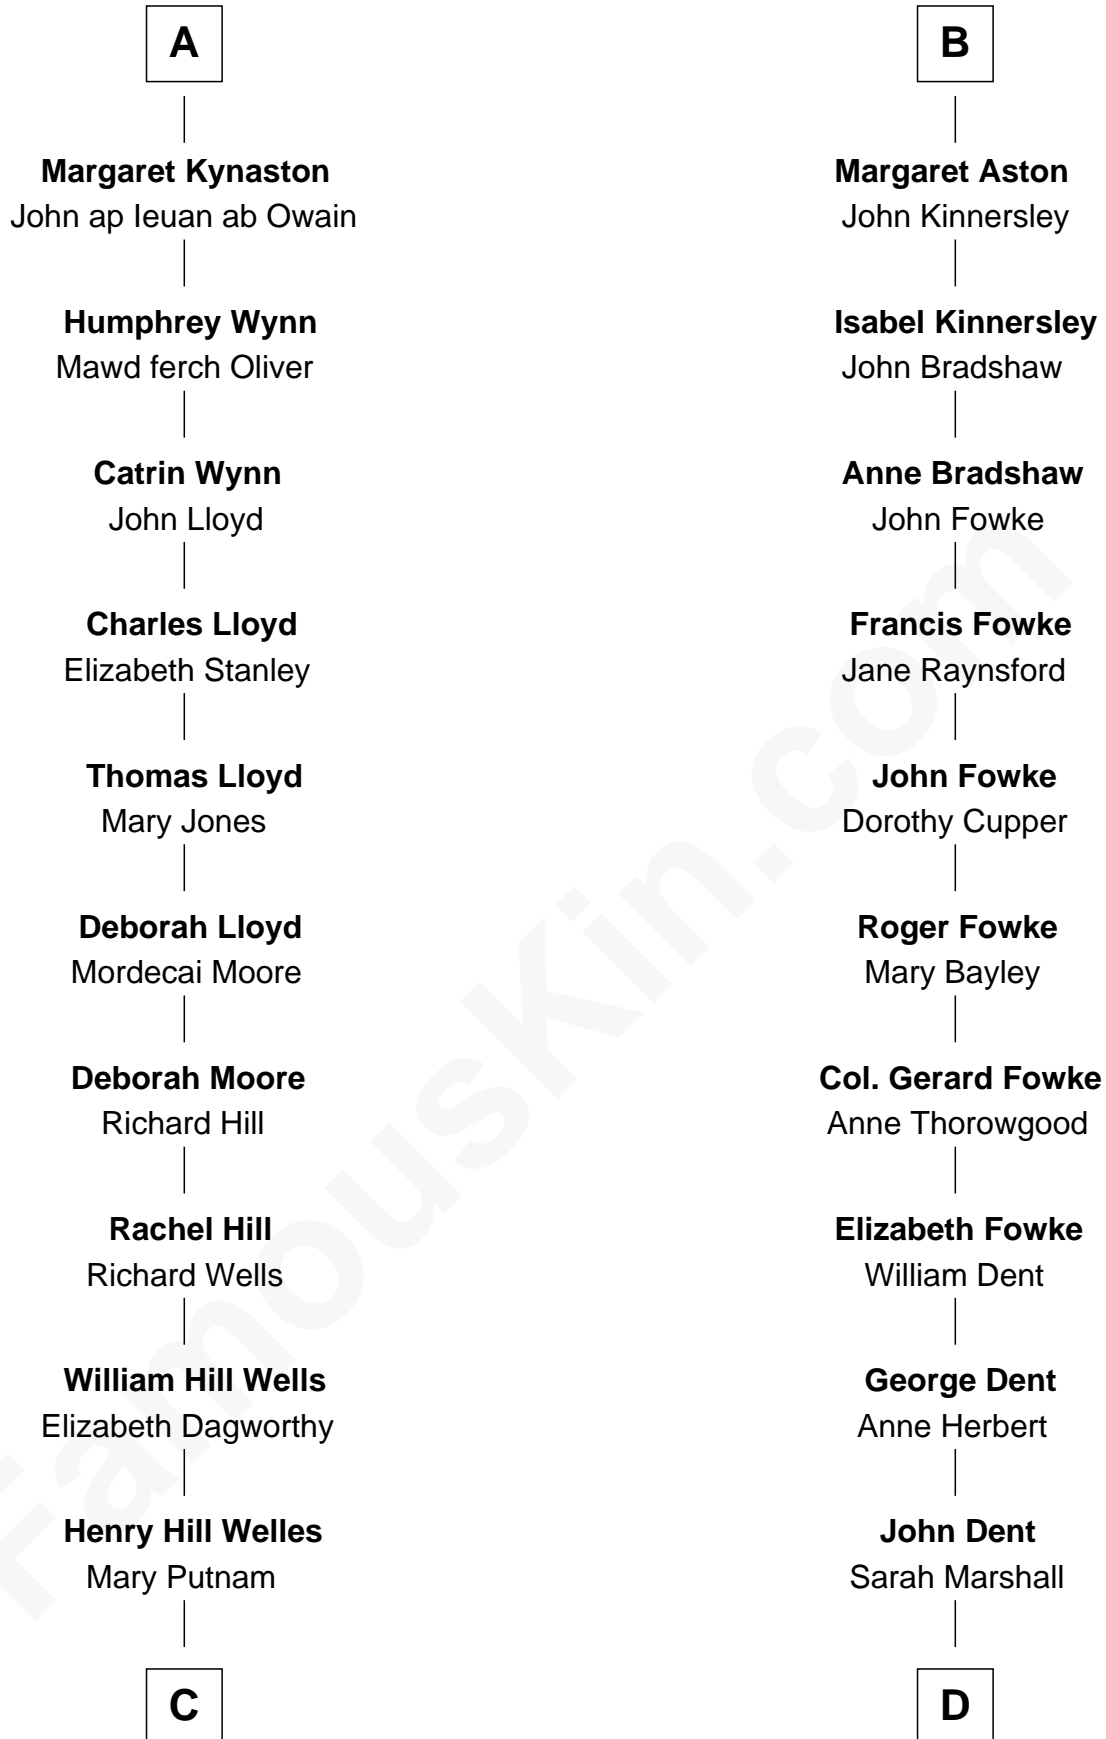 A
Margaret Kynaston
John ap Ieuan ab Owain
Humphrey Wynn
Mawd ferch Oliver
Catrin Wynn
John Lloyd
Charles Lloyd
Elizabeth Stanley
Thomas Lloyd
Mary Jones
Deborah Lloyd
Mordecai Moore
Deborah Moore
Richard Hill
Rachel Hill
Richard Wells
William Hill Wells
Elizabeth Dagworthy
Henry Hill Welles
Mary Putnam
C
B
Margaret Aston
John Kinnersley
Isabel Kinnersley
John Bradshaw
Anne Bradshaw
John Fowke
Francis Fowke
Jane Raynsford
John Fowke
Dorothy Cupper
Roger Fowke
Mary Bayley
Col. Gerard Fowke
Anne Thorowgood
Elizabeth Fowke
William Dent
George Dent
Anne Herbert
John Dent
Sarah Marshall
D
FamousKin.com